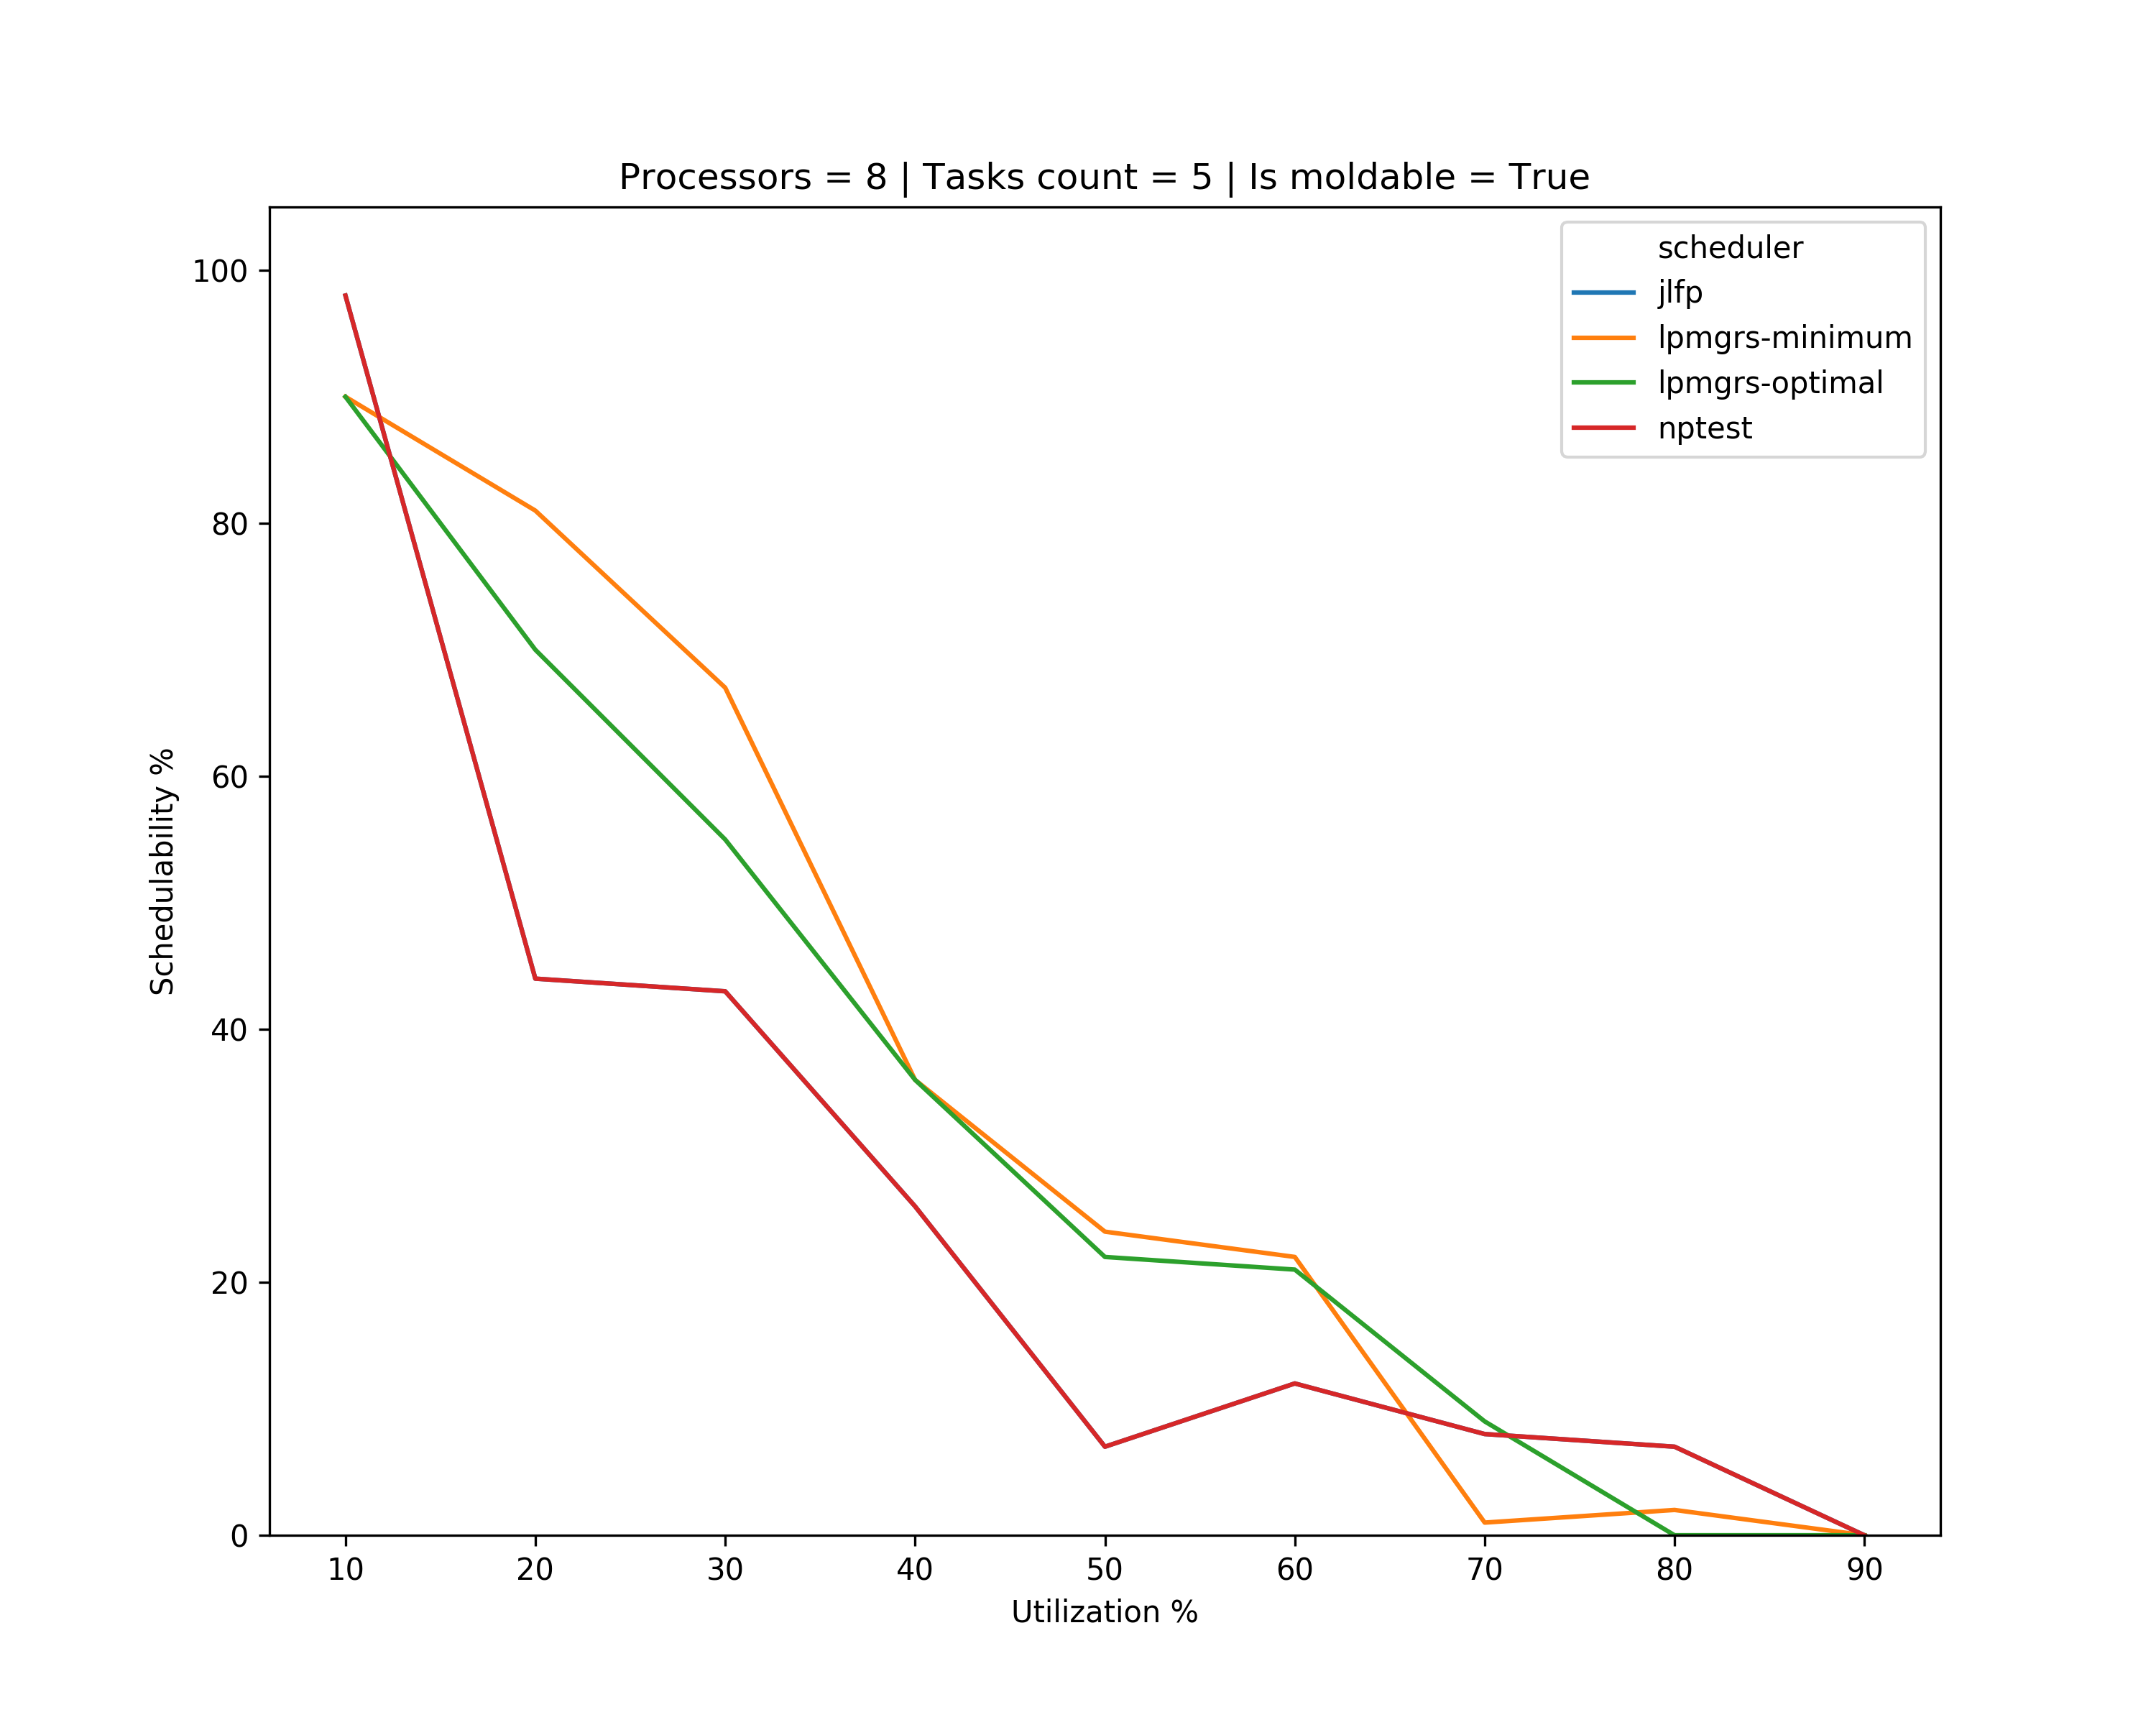 Processors = 8 | Tasks count = 5 | Is moldable = True
scheduler
jlfp
lpmgrs-minimum
lpmgrs-optimal
nptest
Schedulability %
100
80
60
40
20
0
10 20 30 40 50 60 70 80 90
Utilization %